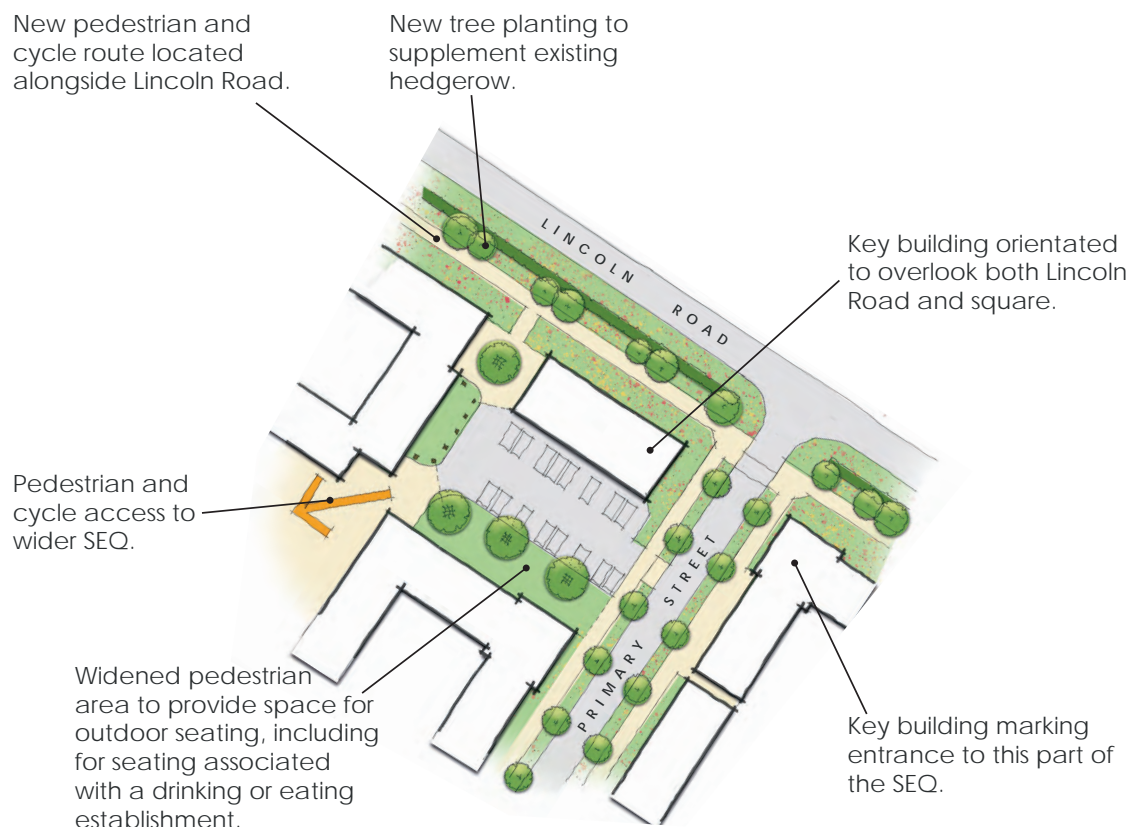 New pedestrian and
cycle route located
alongside Lincoln Road.
New tree planting to
supplement existing
hedgerow.
LINCOLN ROAD
Key building orientated
to overlook both Lincoln
Road and square.
Pedestrian and
cycle access to
wider SEQ.
PRIMARY STREET
Widened pedestrian
area to provide space for
outdoor seating, including
for seating associated
with a drinking or eating
establishment.
Key building marking
entrance to this part of
the SEQ.